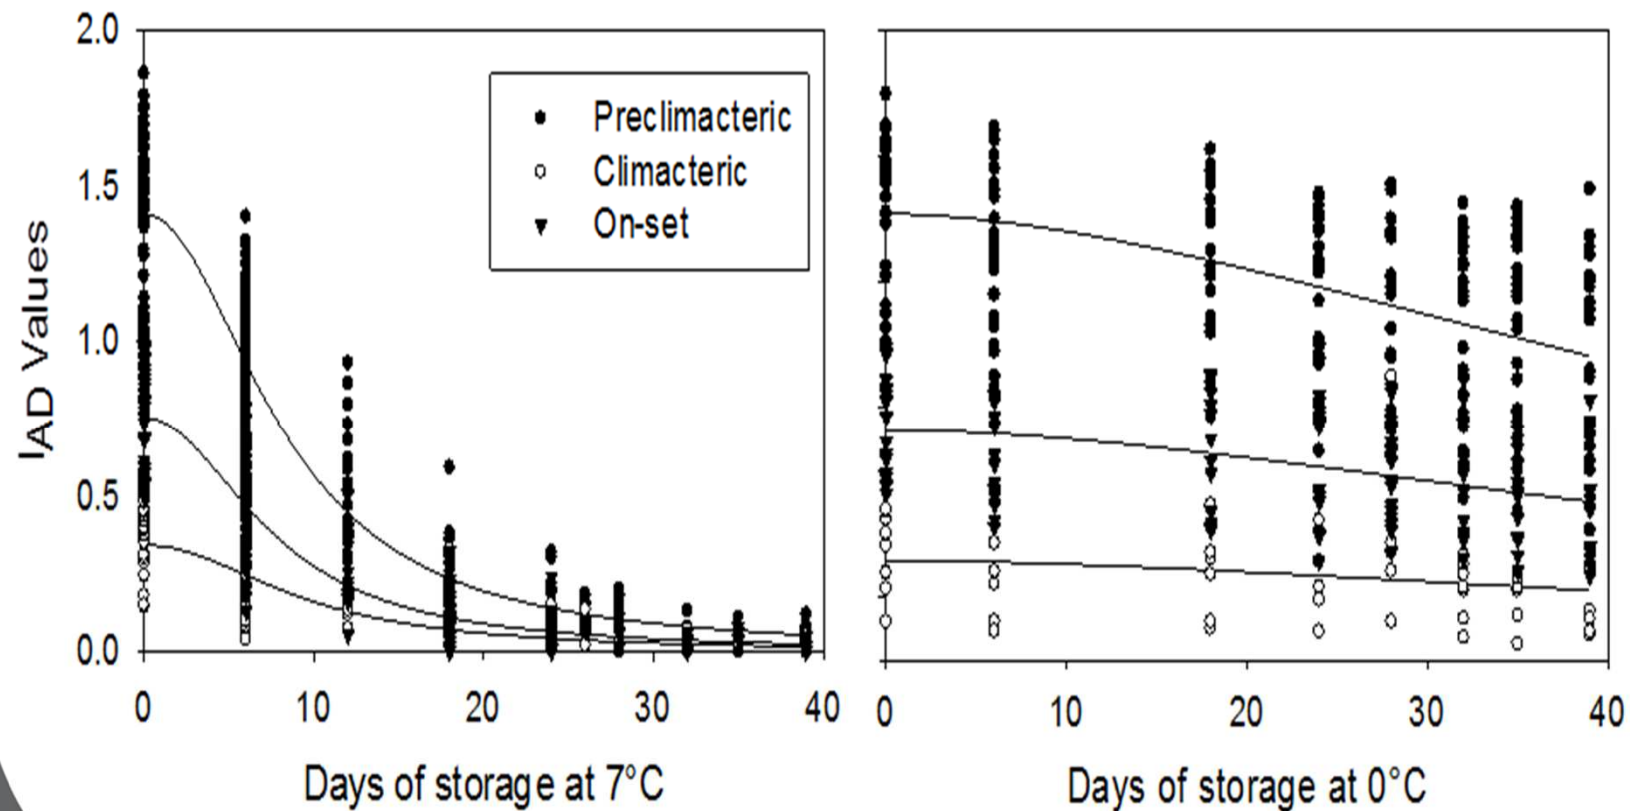 2.0
1.5
1.0
0.5
0.0
IAD Values
Preclimacteric
Climacteric
On-set
0 10 20 30 40
Days of storage at 7°C
0 10 20 30 40
Days of storage at 0°C